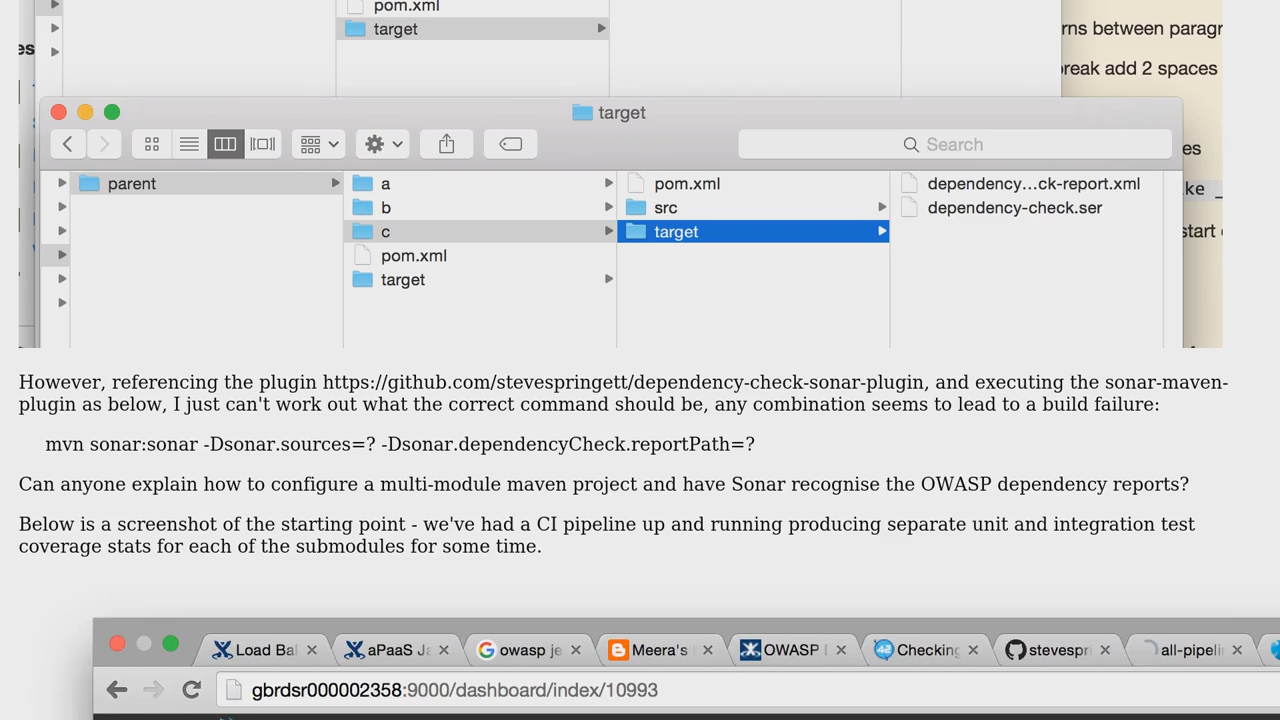 pom.xml
target
es
rns between paragr
reak add 2 spaces
target
Search
parent
a
pom.xml
dependency...ck-report.xml
es
b
src
dependency-check.ser
ke _
c
target
start
pom.xml
target
However, referencing the plugin https://github.com/stevespringett/dependency-check-sonar-plugin, and executing the sonar-maven-
plugin as below, I just can't work out what the correct command should be, any combination seems to lead to a build failure:
mvn sonar:sonar -Dsonar.sources=? -Dsonar.dependencyCheck.reportPath=?
Can anyone explain how to configure a multi-module maven project and have Sonar recognise the OWASP dependency reports?
Below is a screenshot of the starting point - we've had a CI pipeline up and running producing separate unit and integration test
coverage stats for each of the submodules for some time.
Load Bal
aPaaS Ja
owasp je
Meera's
OWASP D
Checking
stevespri
all-pipeli
gbrdsr000002358:9000/dashboard/index/10993